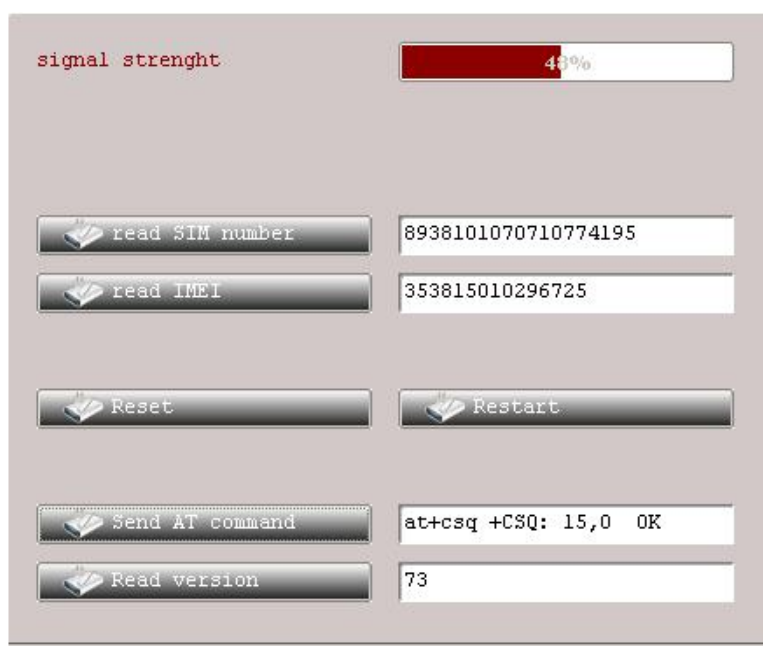 signal strenght 48%
read SIM number 8938101070710774195
read IMEI 353815010296725
Reset Restart
Send AT command at+csq +CSQ: 15,0 OK
Read version 73